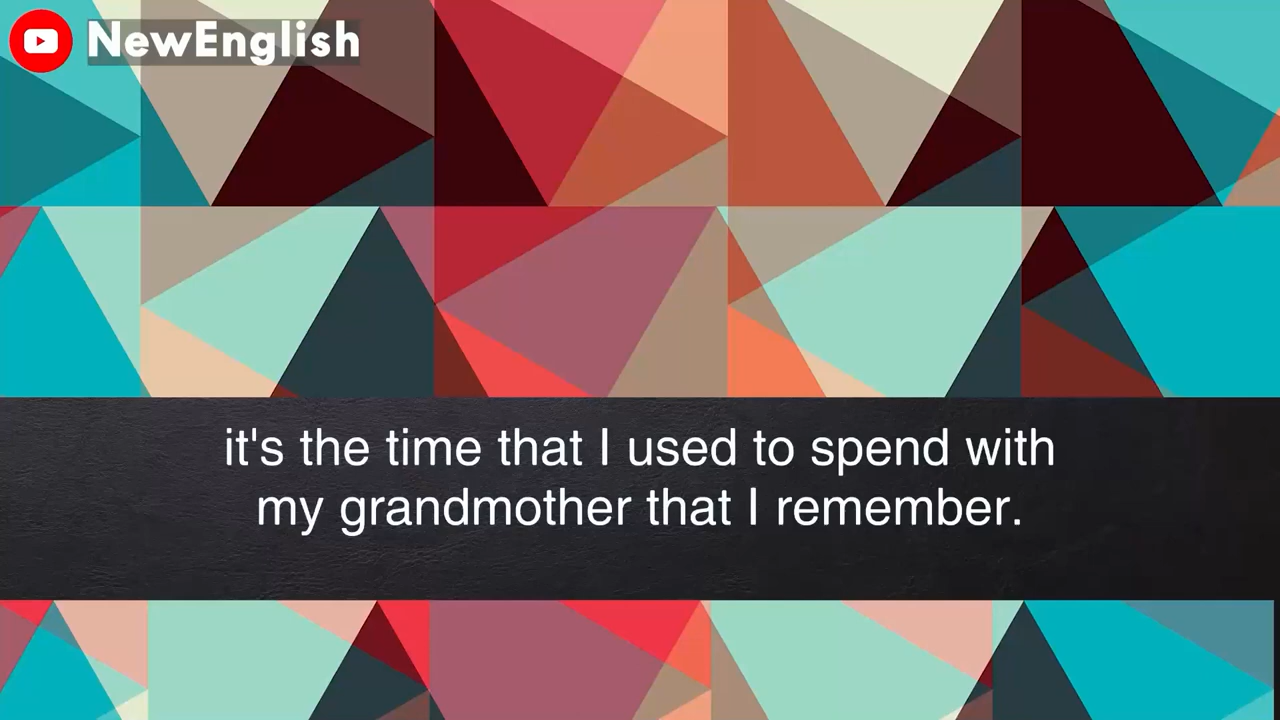 NewEnglish
it's the time that I used to spend with
my grandmother that I remember.